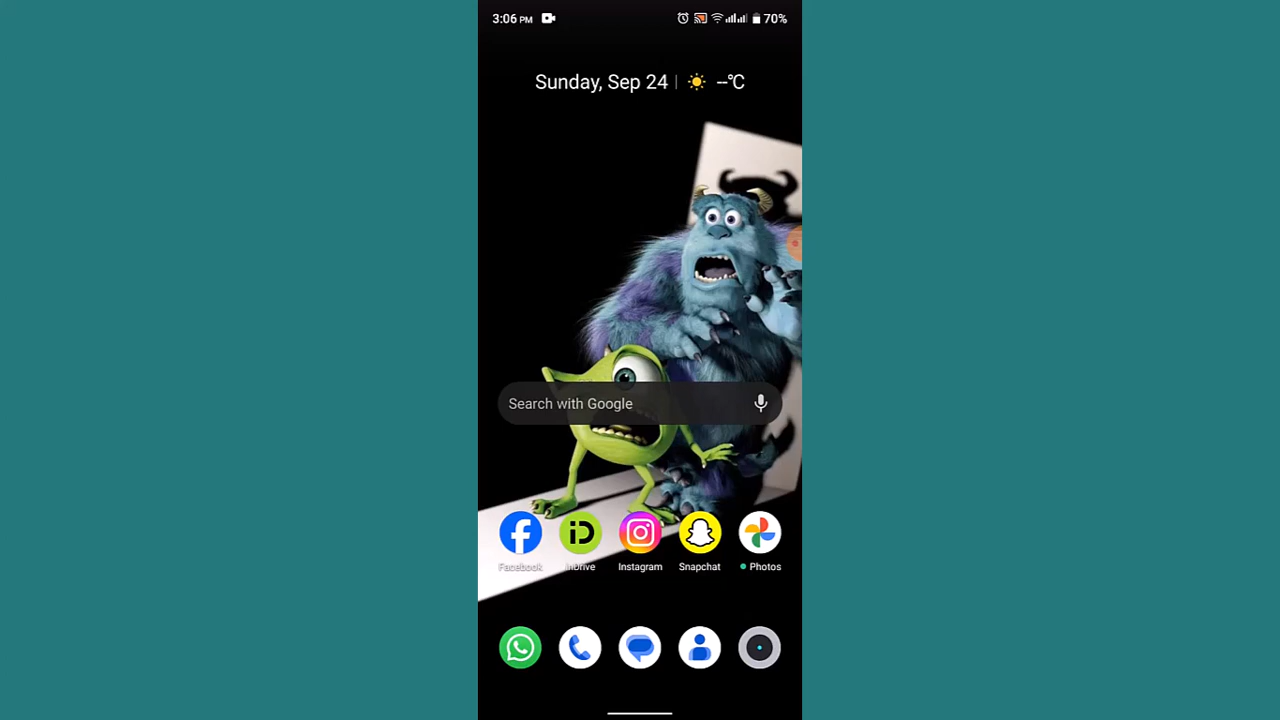 3:06 PM 70%
Sunday, Sep 24 | --°C
Search with Google
Facebook inDrive Instagram Snapchat Photos